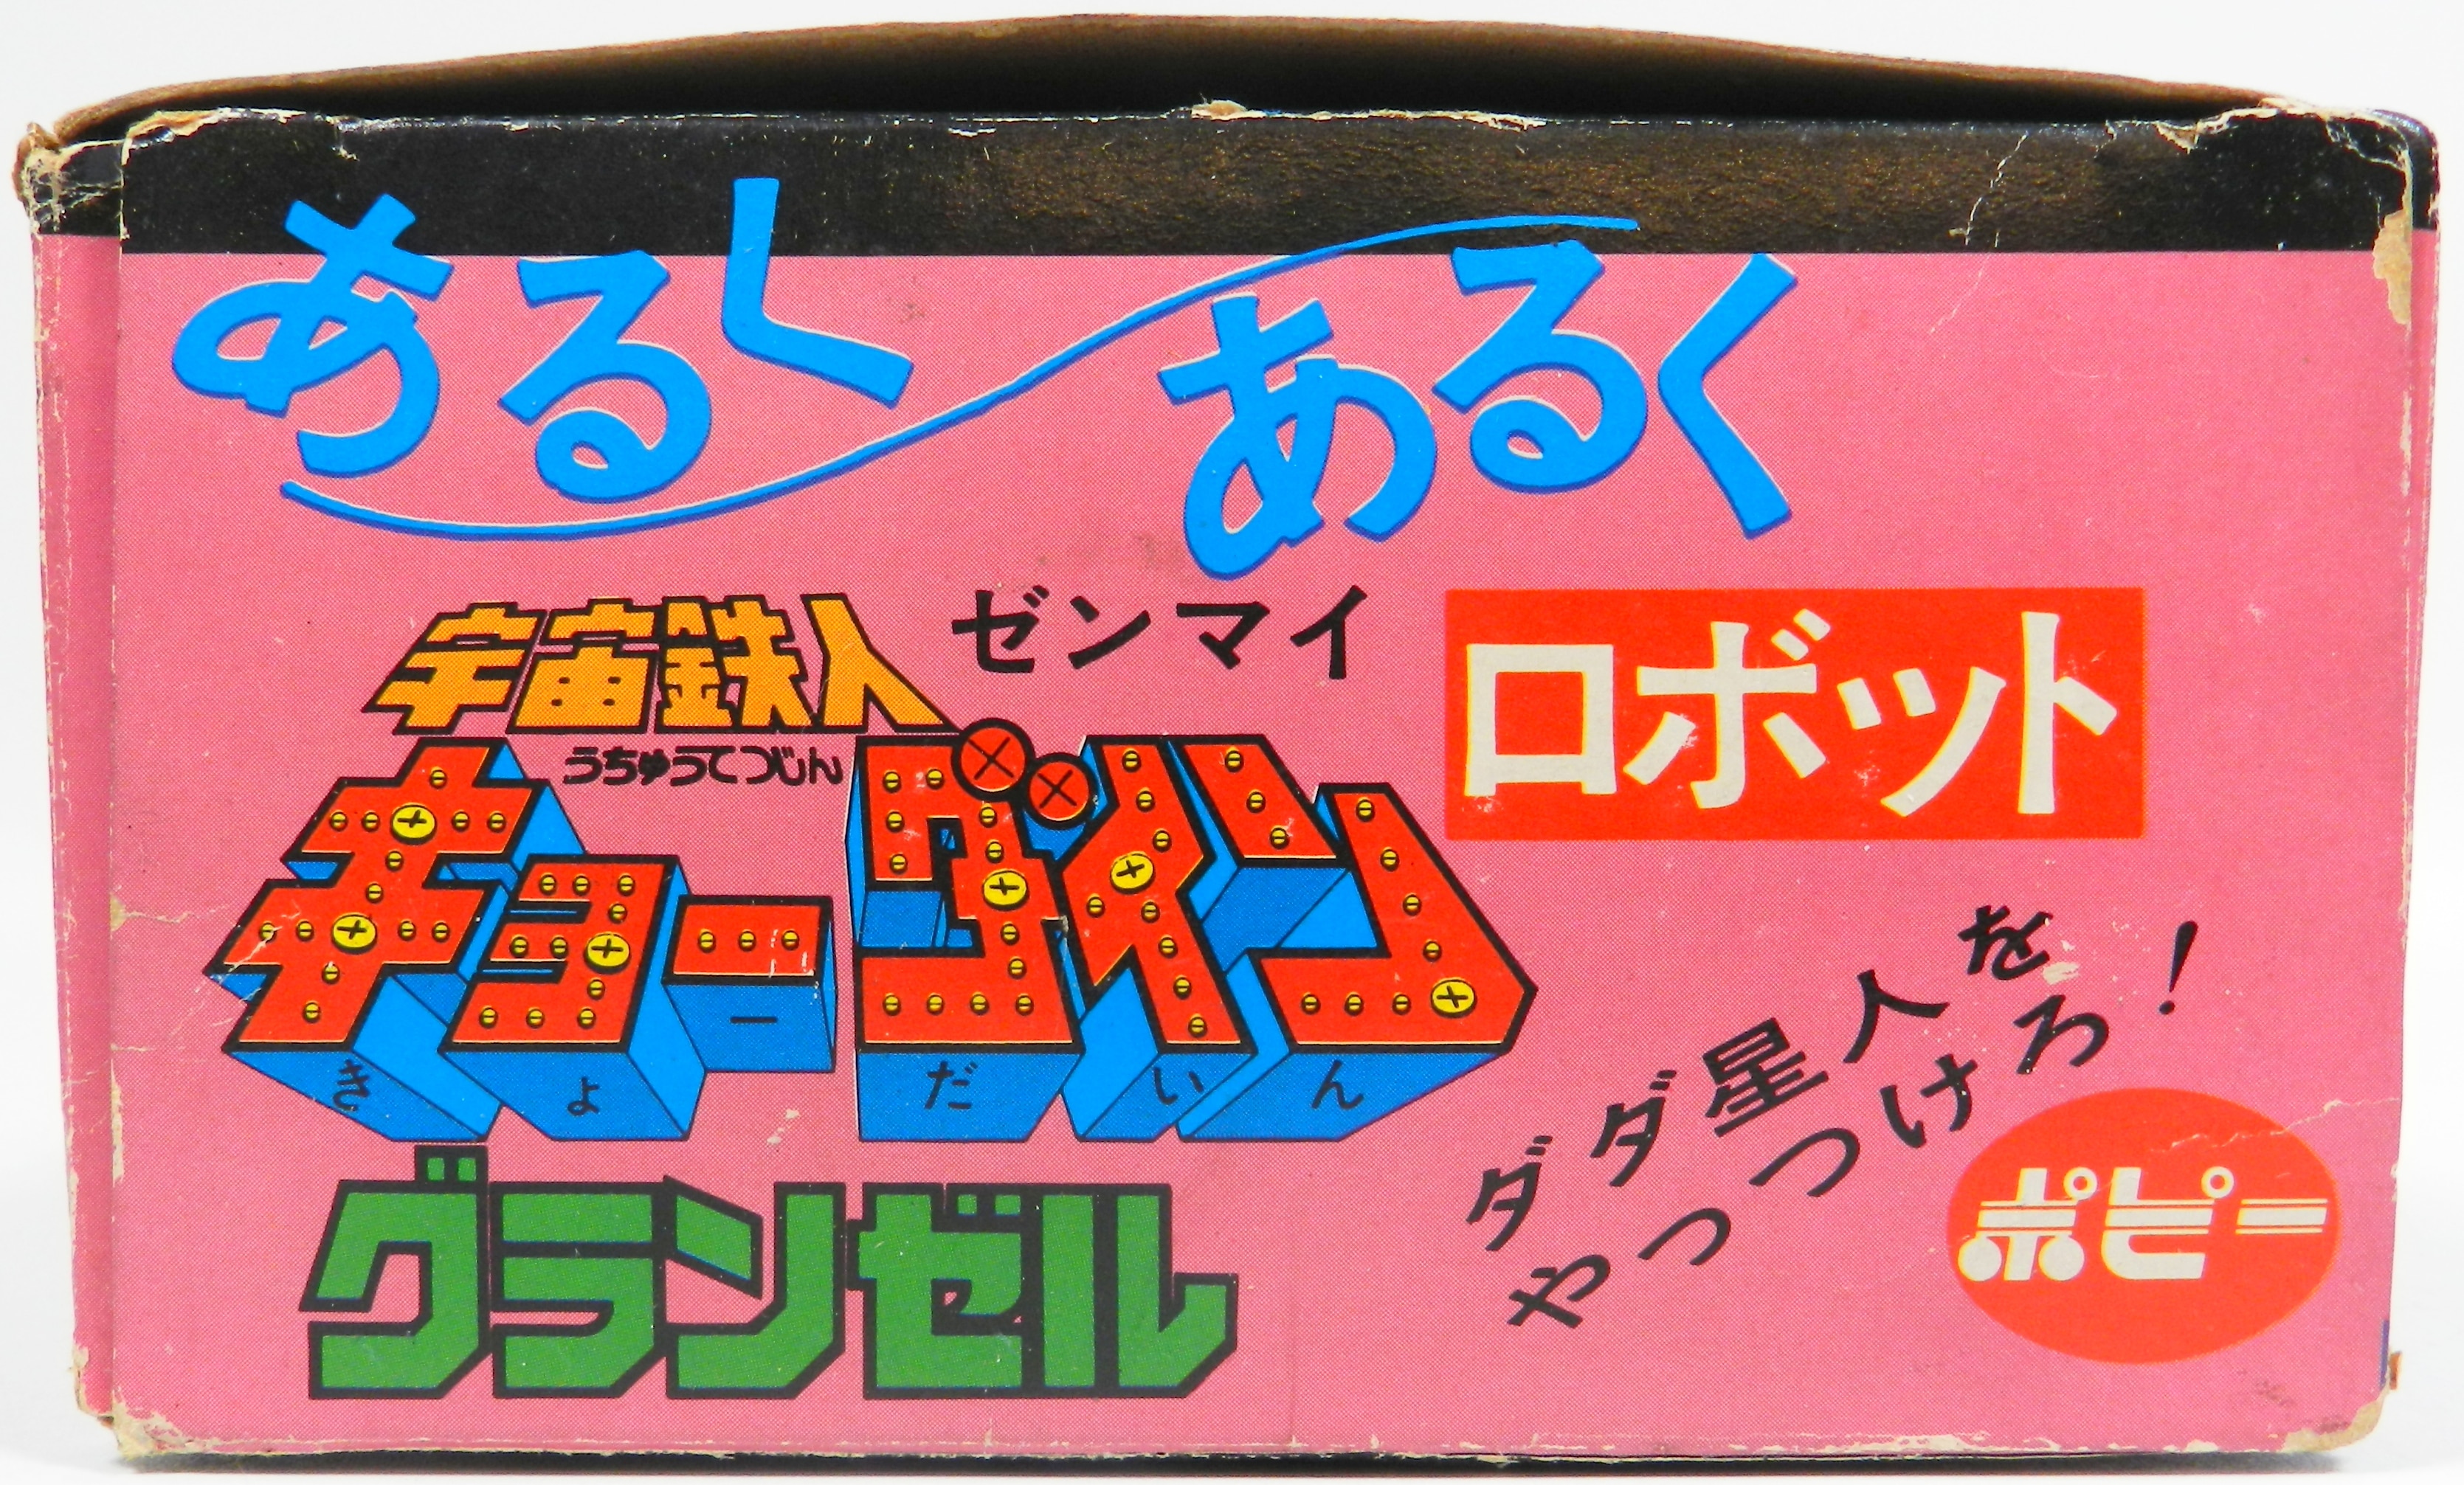 あるくあるく
ゼンマイ
ロボット
宇宙鉄人
うちゅうてつじん
キョーダイン
きょーだいん
グランゼル
ダダ星人を
やっつけろ!
ポピー